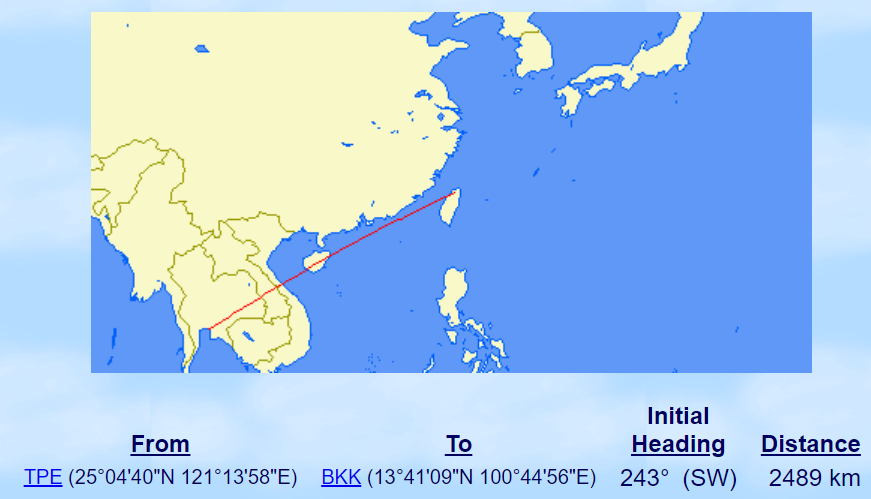 Initial
From To Heading Distance
TPE (25°04'40"N 121°13'58"E) BKK (13°41'09"N 100°44'56"E) 243° (SW) 2489 km